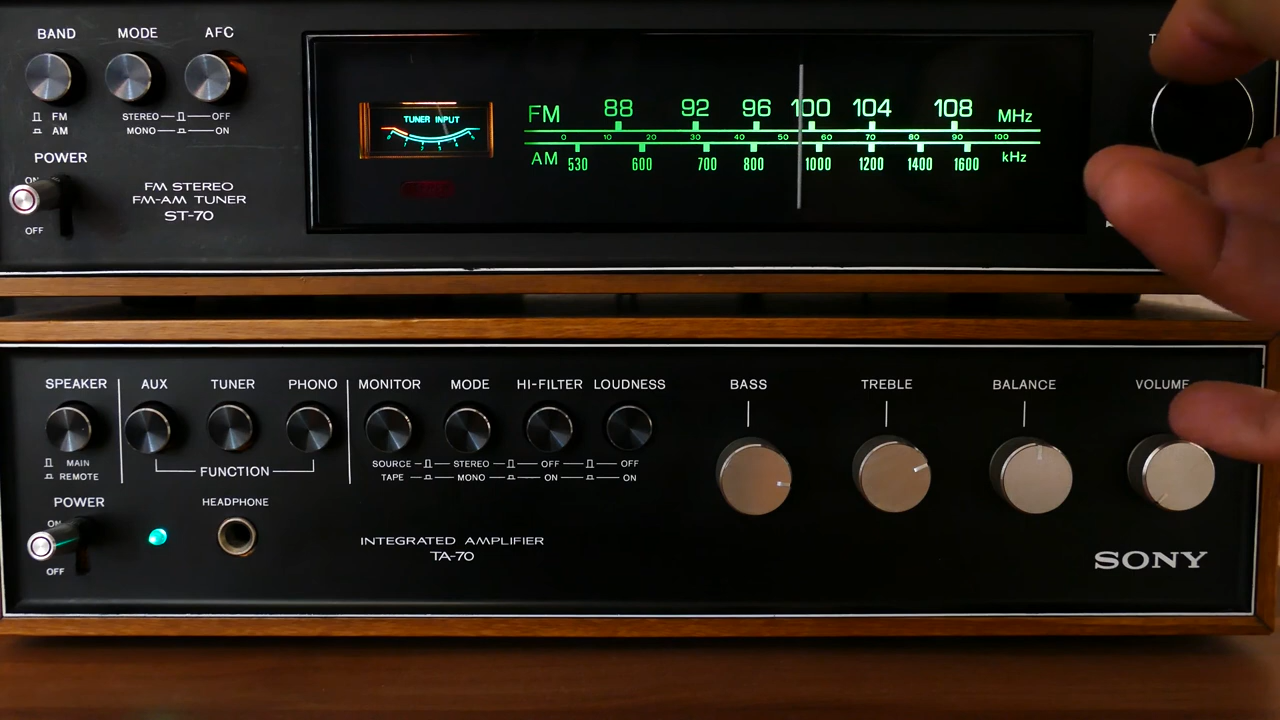 BAND MODE AFC
FM STEREO OFF
AM MONO ON
POWER
ON
OFF
FM STEREO
FM-AM TUNER
ST-70
TUNER INPUT
FM 88 92 96 100 104 108 MHz
0 10 20 30 40 50 60 70 80 90 100
AM 530 600 700 800 1000 1200 1400 1600 kHz
SPEAKER AUX TUNER PHONO MONITOR MODE HI-FILTER LOUDNESS BASS TREBLE BALANCE VOLUME
MAIN SOURCE STEREO OFF OFF
REMOTE FUNCTION TAPE MONO ON ON
POWER HEADPHONE
ON
OFF
INTEGRATED AMPLIFIER
TA-70
SONY